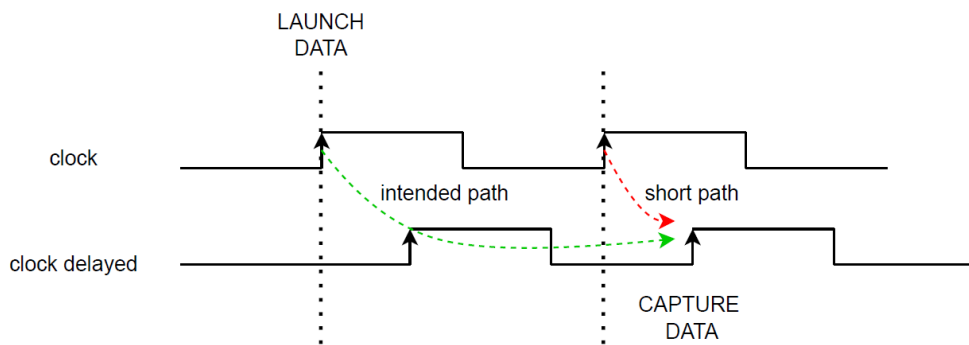 LAUNCH
DATA
clock
intended path
short path
clock delayed
CAPTURE
DATA